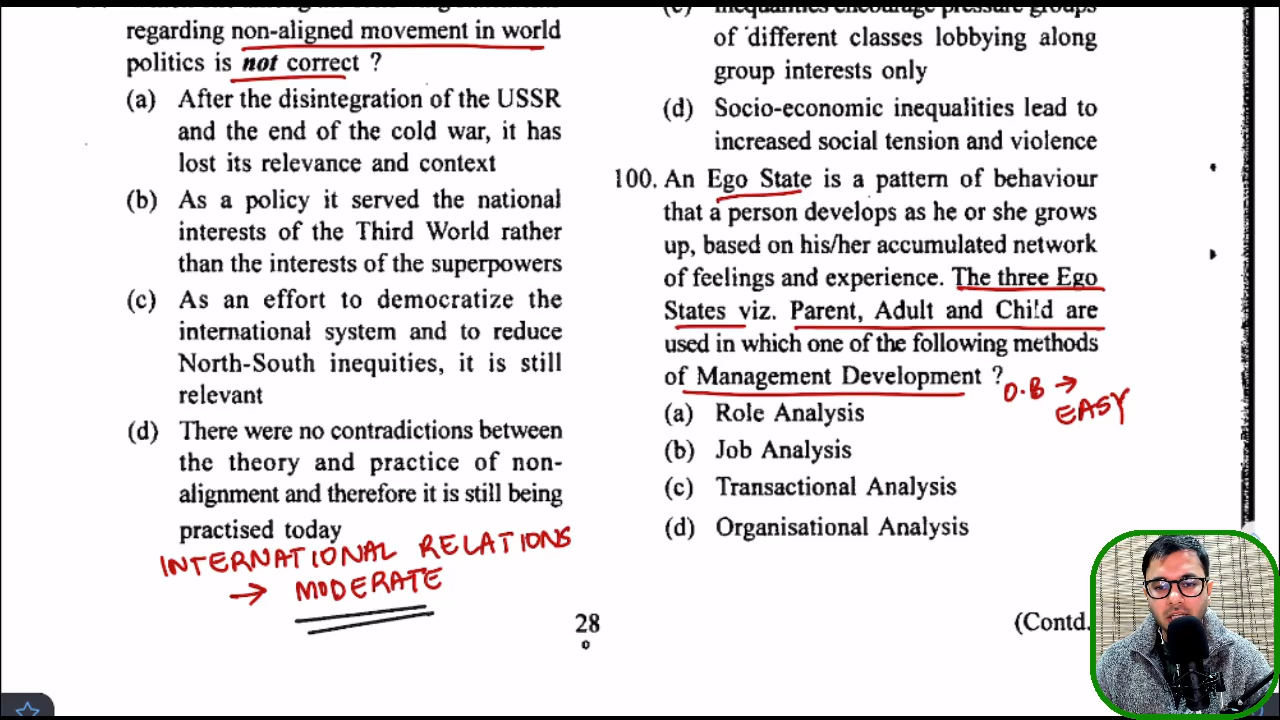 regarding non-aligned movement in world
politics is not correct ?
(a) After the disintegration of the USSR
and the end of the cold war, it has
lost its relevance and context
(b) As a policy it served the national
interests of the Third World rather
than the interests of the superpowers
(c) As an effort to democratize the
international system and to reduce
North-South inequities, it is still
relevant
(d) There were no contradictions between
the theory and practice of non-
alignment and therefore it is still being
practised today
INTERNATIONAL RELATIONS
→ MODERATE
(c) Inequalities encourage pressure groups
of different classes lobbying along
group interests only
(d) Socio-economic inequalities lead to
increased social tension and violence
100. An Ego State is a pattern of behaviour
that a person develops as he or she grows
up, based on his/her accumulated network
of feelings and experience. The three Ego
States viz. Parent, Adult and Child are
used in which one of the following methods
of Management Development ?
O.B →
EASY
(a) Role Analysis
(b) Job Analysis
(c) Transactional Analysis
(d) Organisational Analysis
28
(Contd.